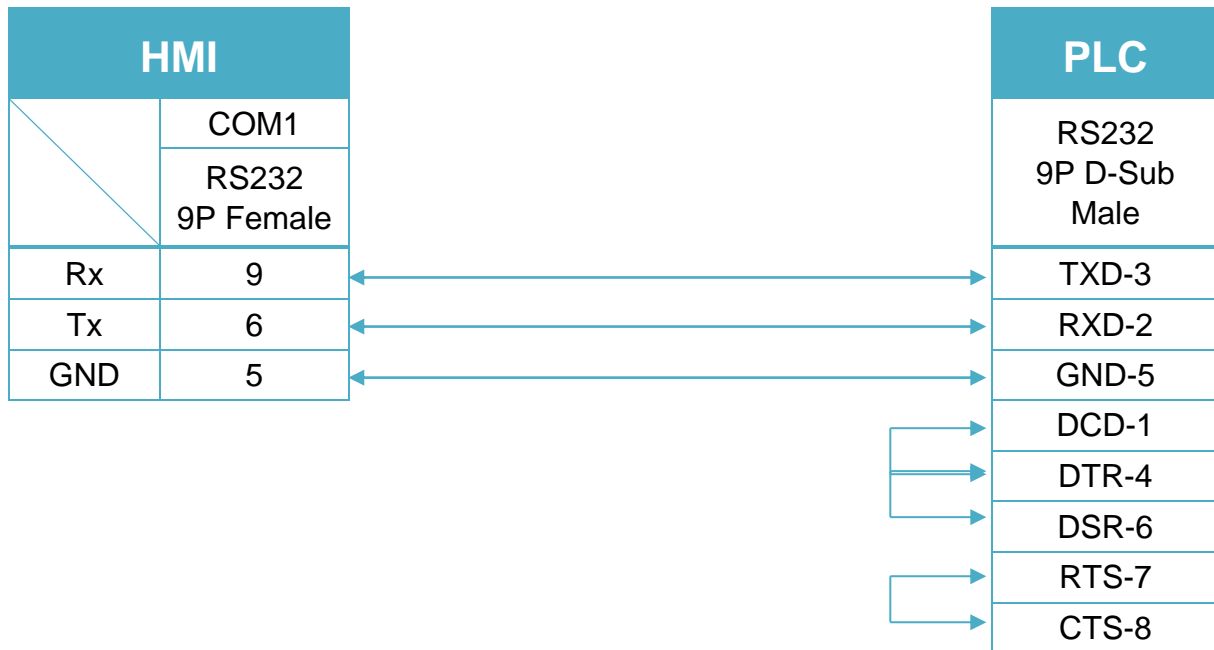 HMI
PLC
COM1
RS232
9P Female
RS232
9P D-Sub
Male
Rx 9 TXD-3
Tx 6 RXD-2
GND 5 GND-5
DCD-1
DTR-4
DSR-6
RTS-7
CTS-8